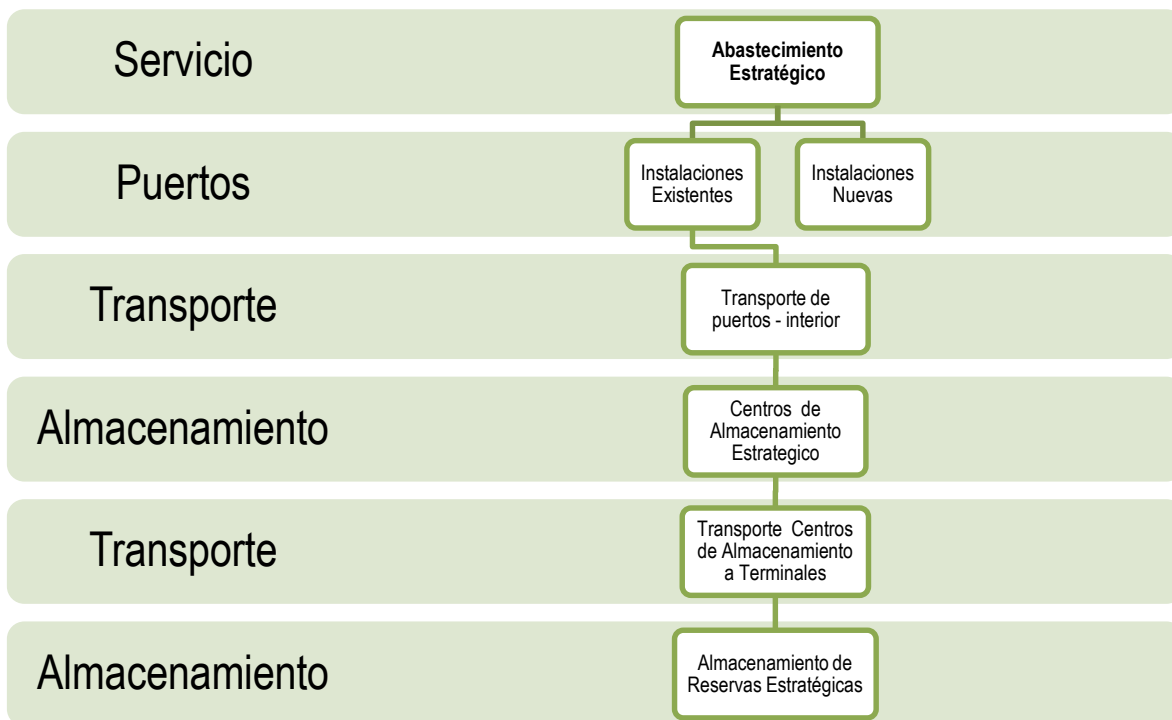 Servicio
Abastecimiento
Estratégico
Puertos
Instalaciones
Existentes
Instalaciones
Nuevas
Transporte
Transporte de
puertos - interior
Almacenamiento
Centros de
Almacenamiento
Estrategico
Transporte
Transporte Centros
de Almacenamiento
a Terminales
Almacenamiento
Almacenamiento de
Reservas Estratégicas